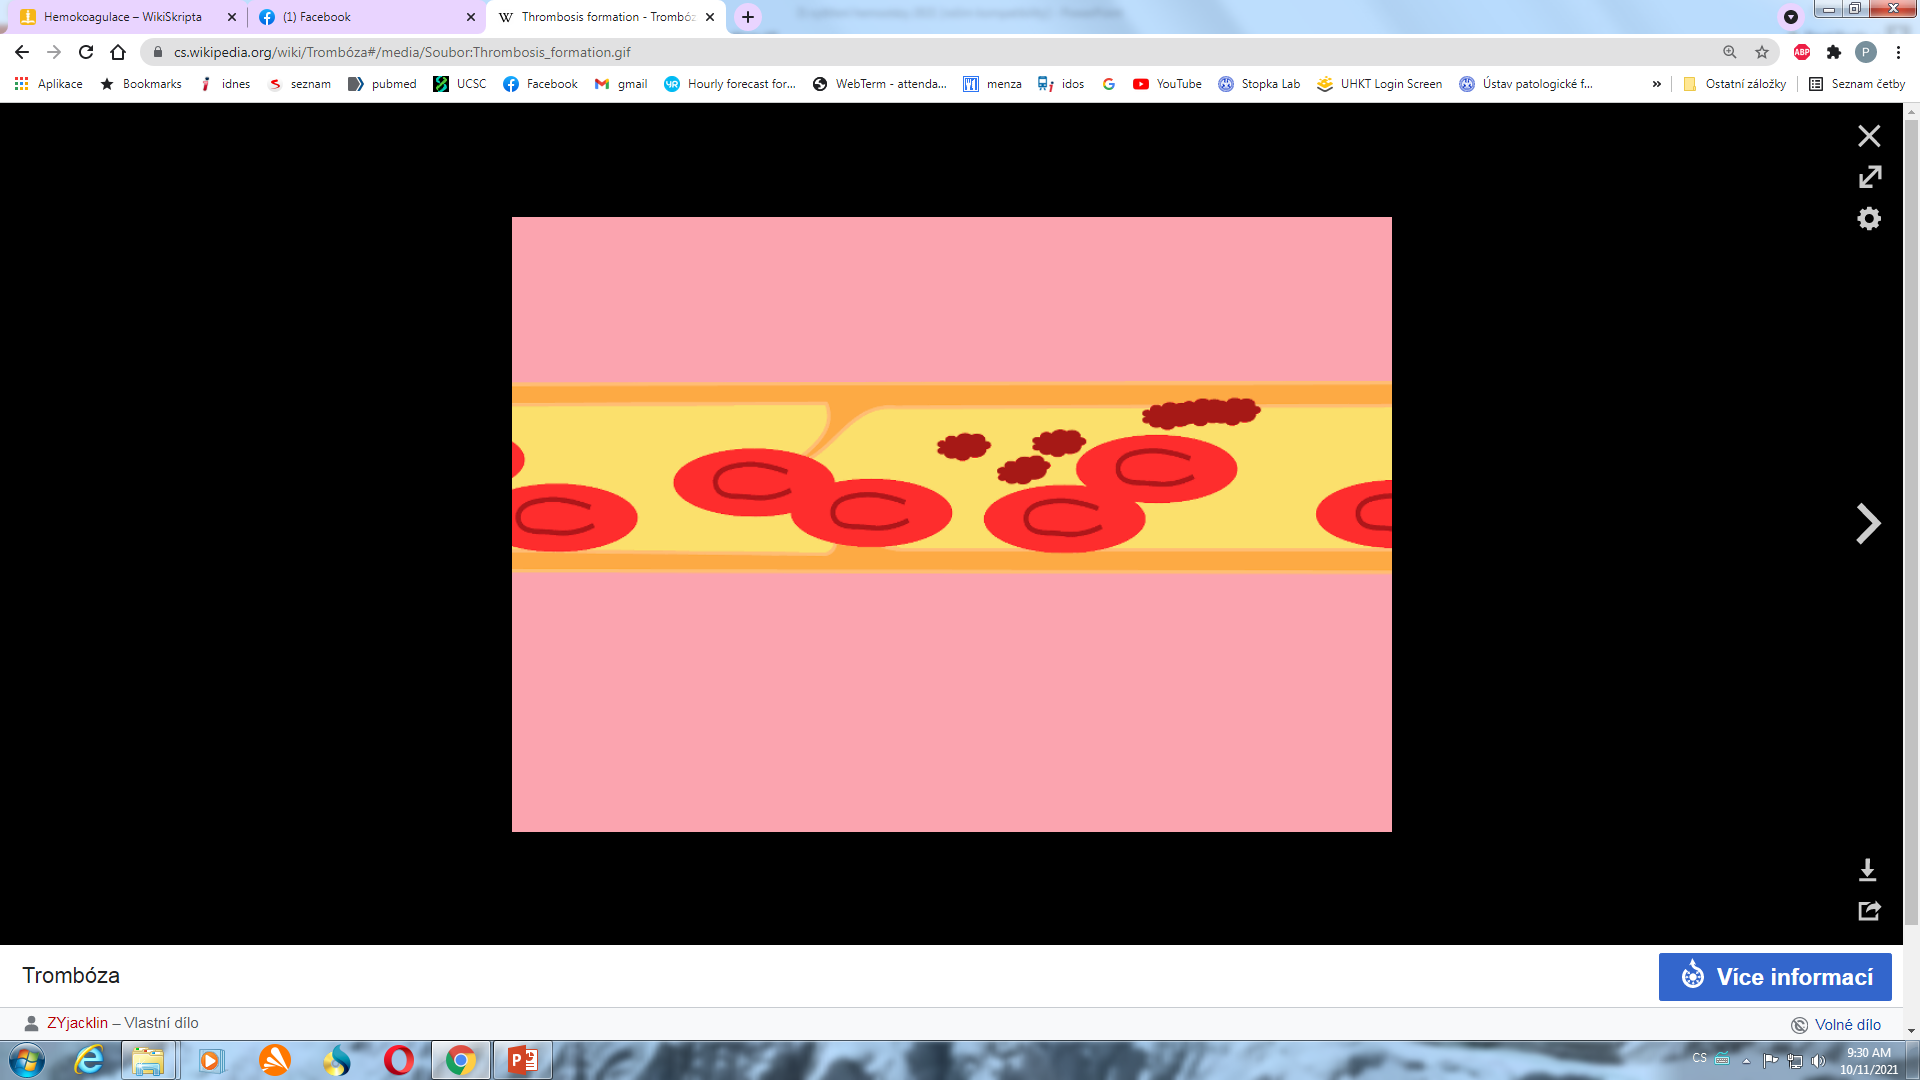 Hemokoagulace – WikiSkripta
(1) Facebook
Thrombosis formation - Trombóz
cs.wikipedia.org/wiki/Trombóza#/media/Soubor:Thrombosis_formation.gif
ABP
P
Aplikace
Bookmarks
idnes
seznam
pubmed
UCSC
Facebook
gmail
Hourly forecast for...
WebTerm - attenda...
menza
idos
YouTube
Stopka Lab
UHKT Login Screen
Ústav patologické f...
»
Ostatní záložky
Seznam četby
Trombóza
Více informací
ZYjacklin – Vlastní dílo
Volné dílo
CS
9:30 AM
10/11/2021